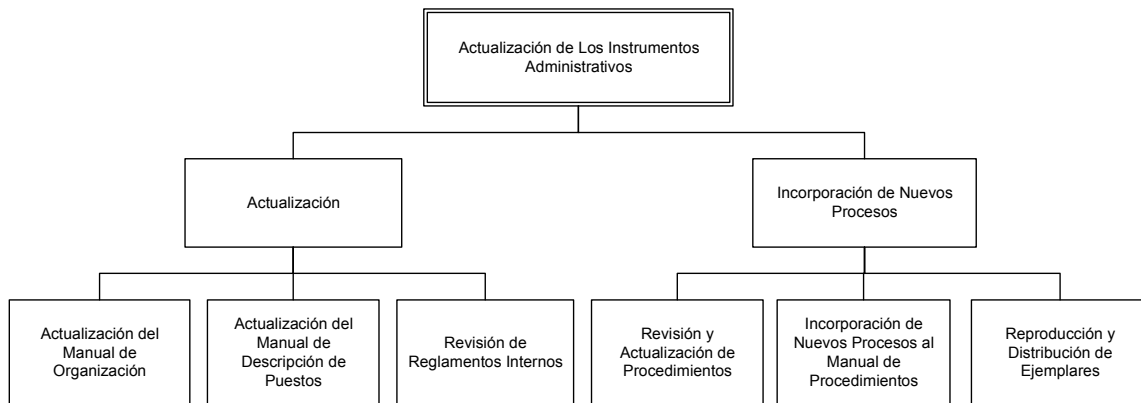 Actualización de Los Instrumentos
Administrativos
Actualización
Incorporación de Nuevos
Procesos
Actualización del
Manual de
Organización
Actualización del
Manual de
Descripción de
Puestos
Revisión de
Reglamentos Internos
Revisión y
Actualización de
Procedimientos
Incorporación de
Nuevos Procesos al
Manual de
Procedimientos
Reproducción y
Distribución de
Ejemplares